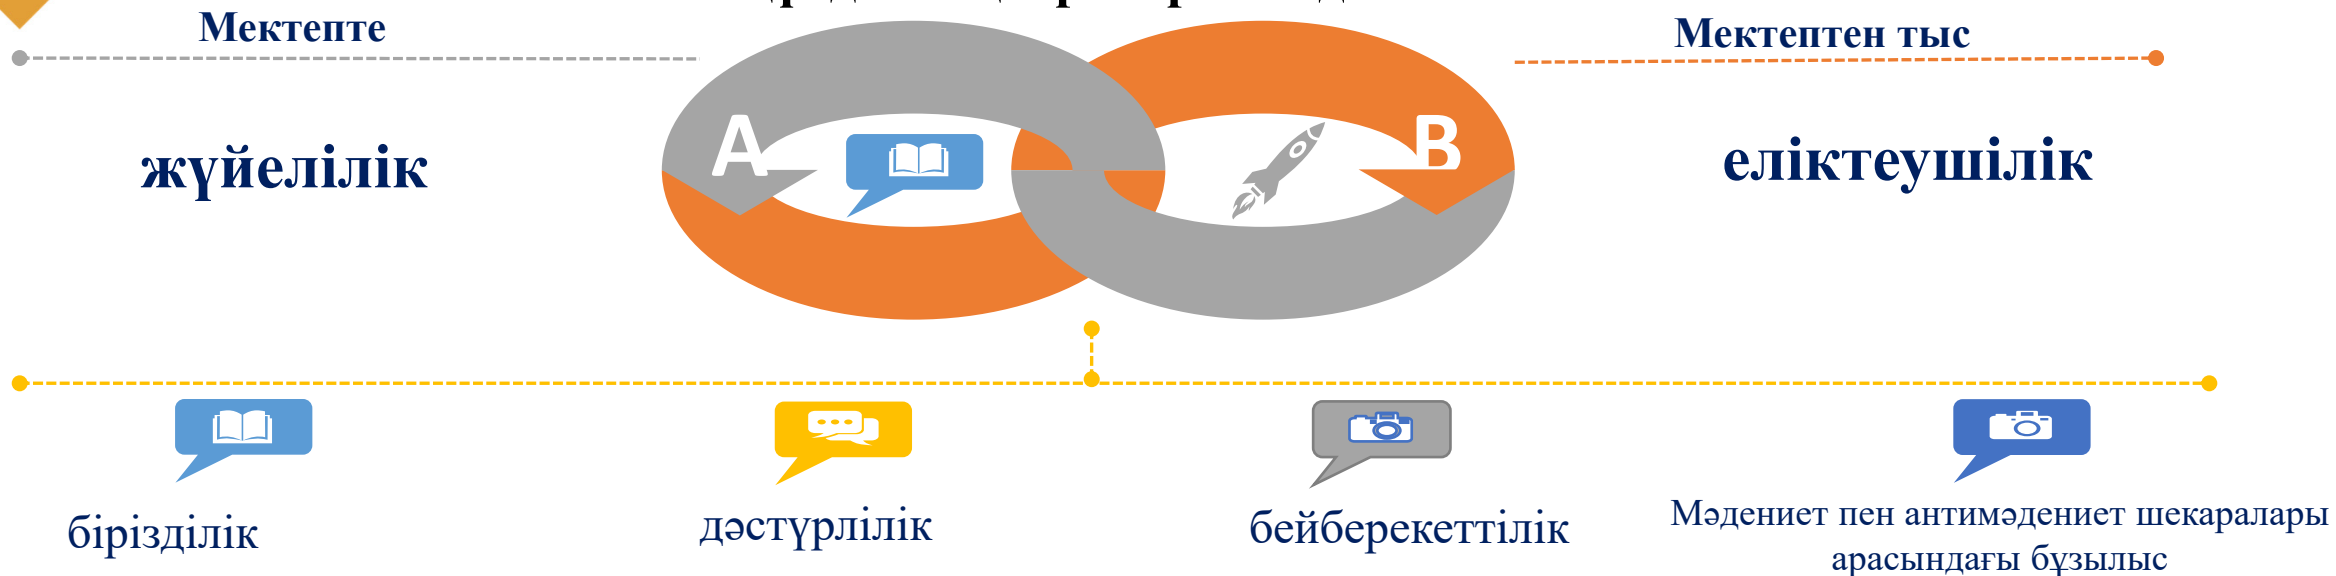 Мектепте
Мектептен тыс
A
B
жүйелілік
еліктеушілік
бірізділік
дәстүрлілік
бейберекеттілік
Мәдениет пен антимәдениет шекаралары
арасындағы бұзылыс